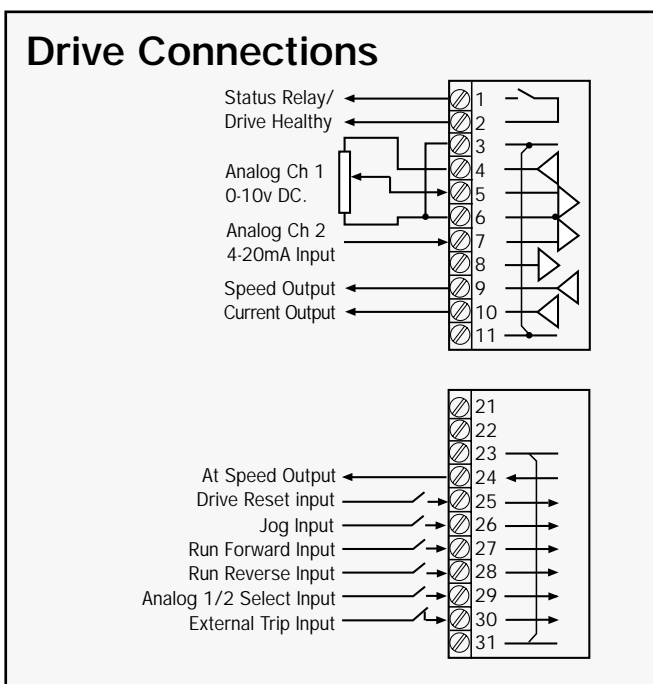 Drive Connections
Status Relay/ 1
Drive Healthy 2
3
Analog Ch 1 4
0-10v DC. 5
6
Analog Ch 2
4-20mA Input 7
8
Speed Output 9
Current Output 10
11
21
22
23
At Speed Output 24
Drive Reset input 25
Jog Input 26
Run Forward Input 27
Run Reverse Input 28
Analog 1/2 Select Input 29
External Trip Input 30
31